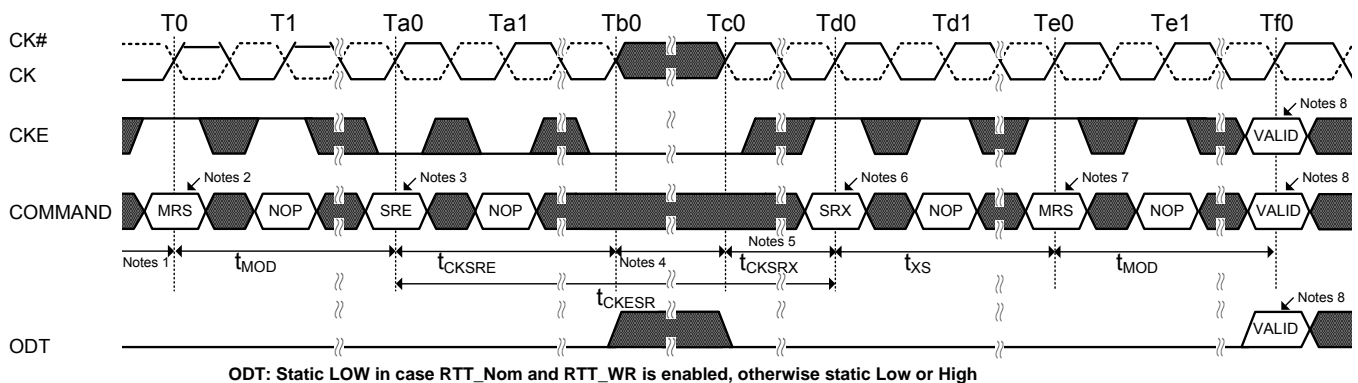 T0 T1 Ta0 Ta1 Tb0 Tc0 Td0 Td1 Te0 Te1 Tf0
CK#
CK
Notes 8
CKE
VALID
Notes 2 Notes 3 Notes 6 Notes 7 Notes 8
COMMAND MRS NOP SRE NOP SRX NOP MRS NOP VALID
Notes 1 tMOD tCKSRE Notes 4 Notes 5 tCKSRX tXS tMOD
tCKESR
Notes 8
ODT VALID
ODT: Static LOW in case RTT_Nom and RTT_WR is enabled, otherwise static Low or High